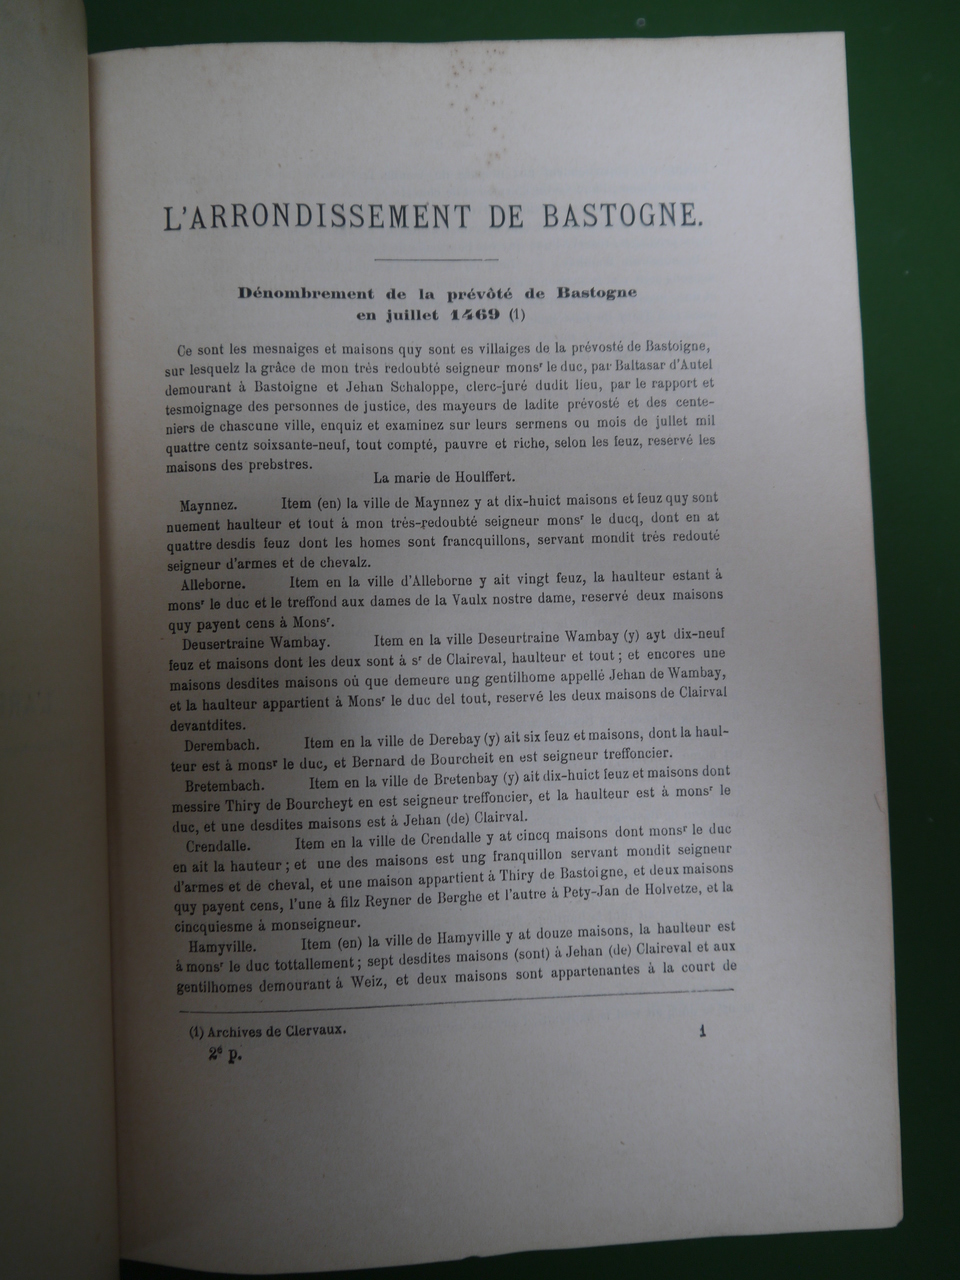 L'ARRONDISSEMENT DE BASTOGNE.
Dénombrement de la prévôté de Bastogne
en juillet 1469 (1)
Ce sont les mesnaiges et maisons quy sont es villaiges de la prévosté de Bastoigne,
sur lesquelz la grâce de mon très redoubté seigneur monsʳ le duc, par Baltasar d'Autel
demourant à Bastoigne et Jehan Schaloppe, clerc-juré dudit lieu, par le rapport et
tesmoignage des personnes de justice, des mayeurs de ladite prévosté et des cente-
niers de chascune ville, enquiz et examinez sur leurs sermens ou mois de jullet mil
quattre centz soixsante-neuf, tout compté, pauvre et riche, selon les feuz, reservé les
maisons des prebstres.
La marie de Houlffert.
Maynnez. Item (en) la ville de Maynnez y at dix-huict maisons et feuz quy sont
nuement haulteur et tout à mon très-redoubté seigneur monsʳ le ducq, dont en at
quattre desdis feuz dont les homes sont francquillons, servant mondit très redouté
seigneur d'armes et de chevalz.
Alleborne. Item en la ville d'Alleborne y ait vingt feuz, la haulteur estant à
monsʳ le duc et le treffond aux dames de la Vaulx nostre dame, reservé deux maisons
quy payent cens à Monsʳ.
Deusertraine Wambay. Item en la ville Deseurtraine Wambay (y) ayt dix-neuf
feuz et maisons dont les deux sont à sʳ de Claireval, haulteur et tout ; et encores une
maisons desdites maisons où que demeure ung gentilhome appellé Jehan de Wambay,
et la haulteur appartient à Monsʳ le duc del tout, reservé les deux maisons de Clairval
devantdites.
Derembach. Item en la ville de Derebay (y) ait six feuz et maisons, dont la haul-
teur est à monsʳ le duc, et Bernard de Bourcheit en est seigneur treffoncier.
Bretembach. Item en la ville de Bretenbay (y) ait dix-huict feuz et maisons dont
messire Thiry de Bourcheyt en est seigneur treffoncier, et la haulteur est à monsʳ le
duc, et une desdites maisons est à Jehan (de) Clairval.
Crendalle. Item en la ville de Crendalle y at cincq maisons dont monsʳ le duc
en ait la hauteur ; et une des maisons est ung franquillon servant mondit seigneur
d'armes et de cheval, et une maison appartient à Thiry de Bastoigne, et deux maisons
quy payent cens, l'une à filz Reyner de Berghe et l'autre à Pety-Jan de Holvetze, et la
cincquiesme à monseigneur.
Hamyville. Item (en) la ville de Hamyville y at douze maisons, la haulteur est
à monsʳ le duc tottallement ; sept desdites maisons (sont) à Jehan (de) Claireval et aux
gentilhomes demourant à Weiz, et deux maisons sont appartenantes à la court de
(1) Archives de Clervaux. 1
2ᵉ p.